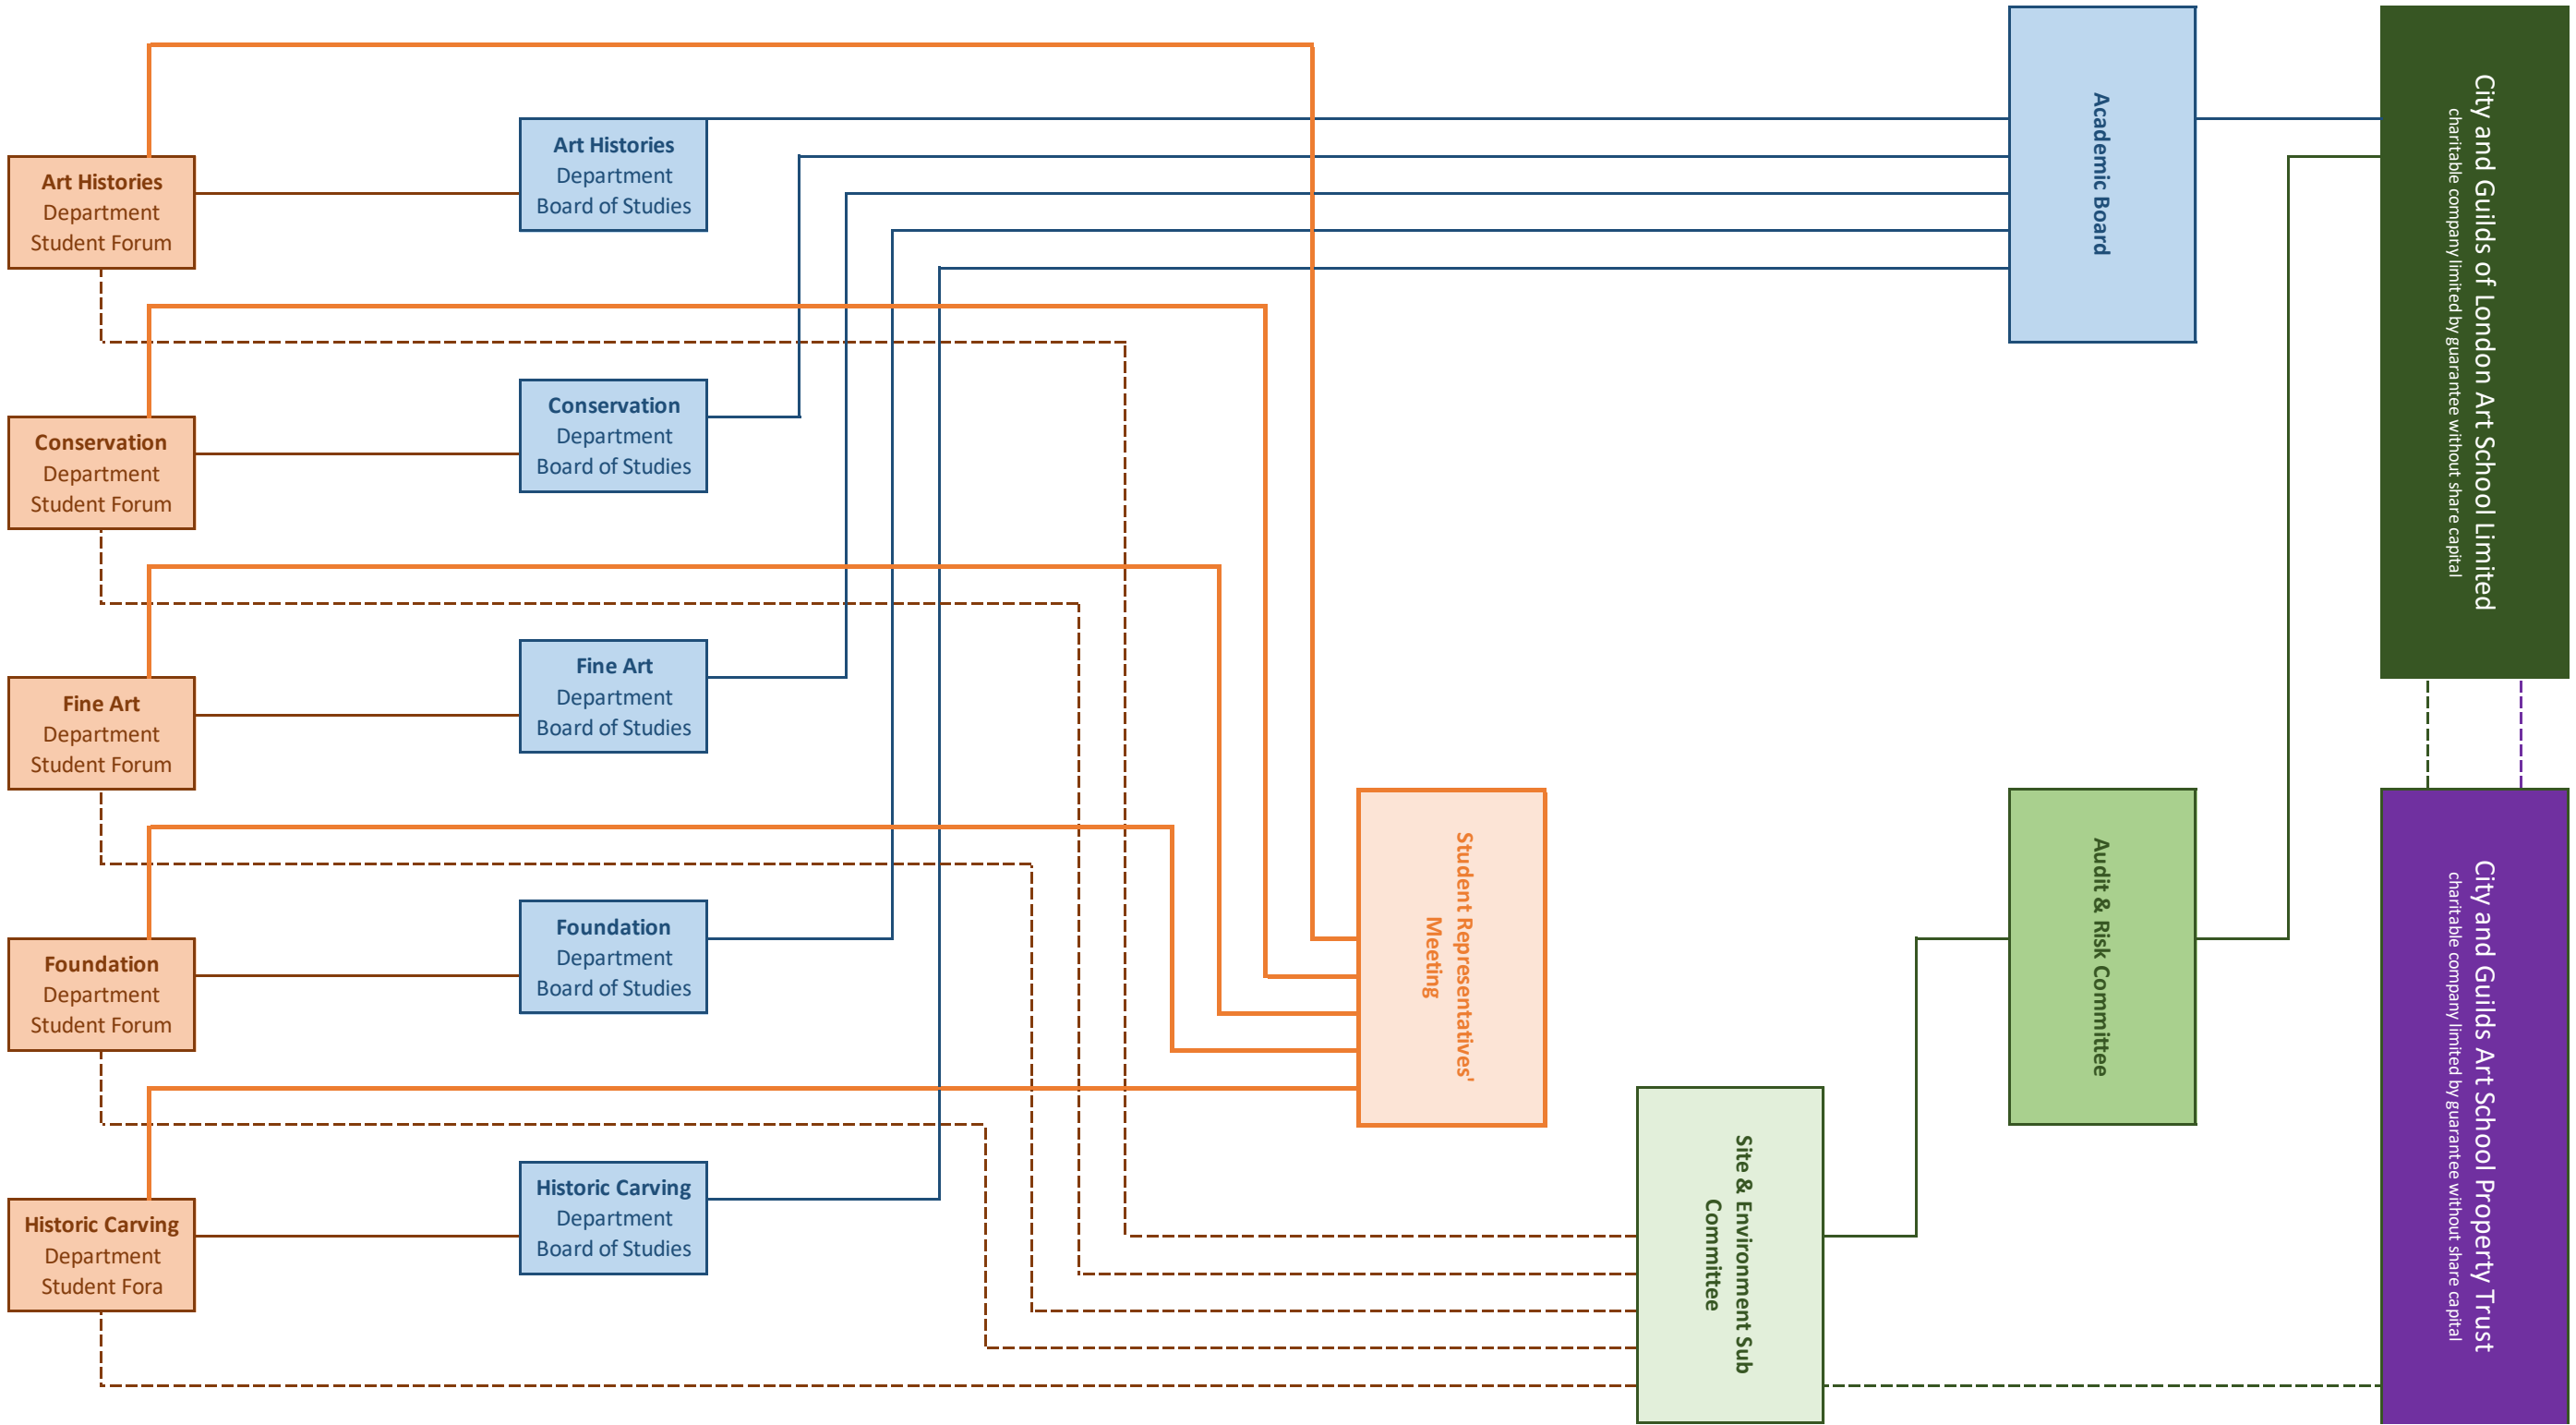 Art Histories
Department
Student Forum
Art Histories
Department
Board of Studies
Conservation
Department
Student Forum
Conservation
Department
Board of Studies
Fine Art
Department
Student Forum
Fine Art
Department
Board of Studies
Foundation
Department
Student Forum
Foundation
Department
Board of Studies
Historic Carving
Department
Student Fora
Historic Carving
Department
Board of Studies
Student Representatives'
Meeting
Site & Environment Sub
Committee
Academic Board
Audit & Risk Committee
City and Guilds of London Art School Limited
charitable company limited by guarantee without share capital
City and Guilds Art School Property Trust
charitable company limited by guarantee without share capital